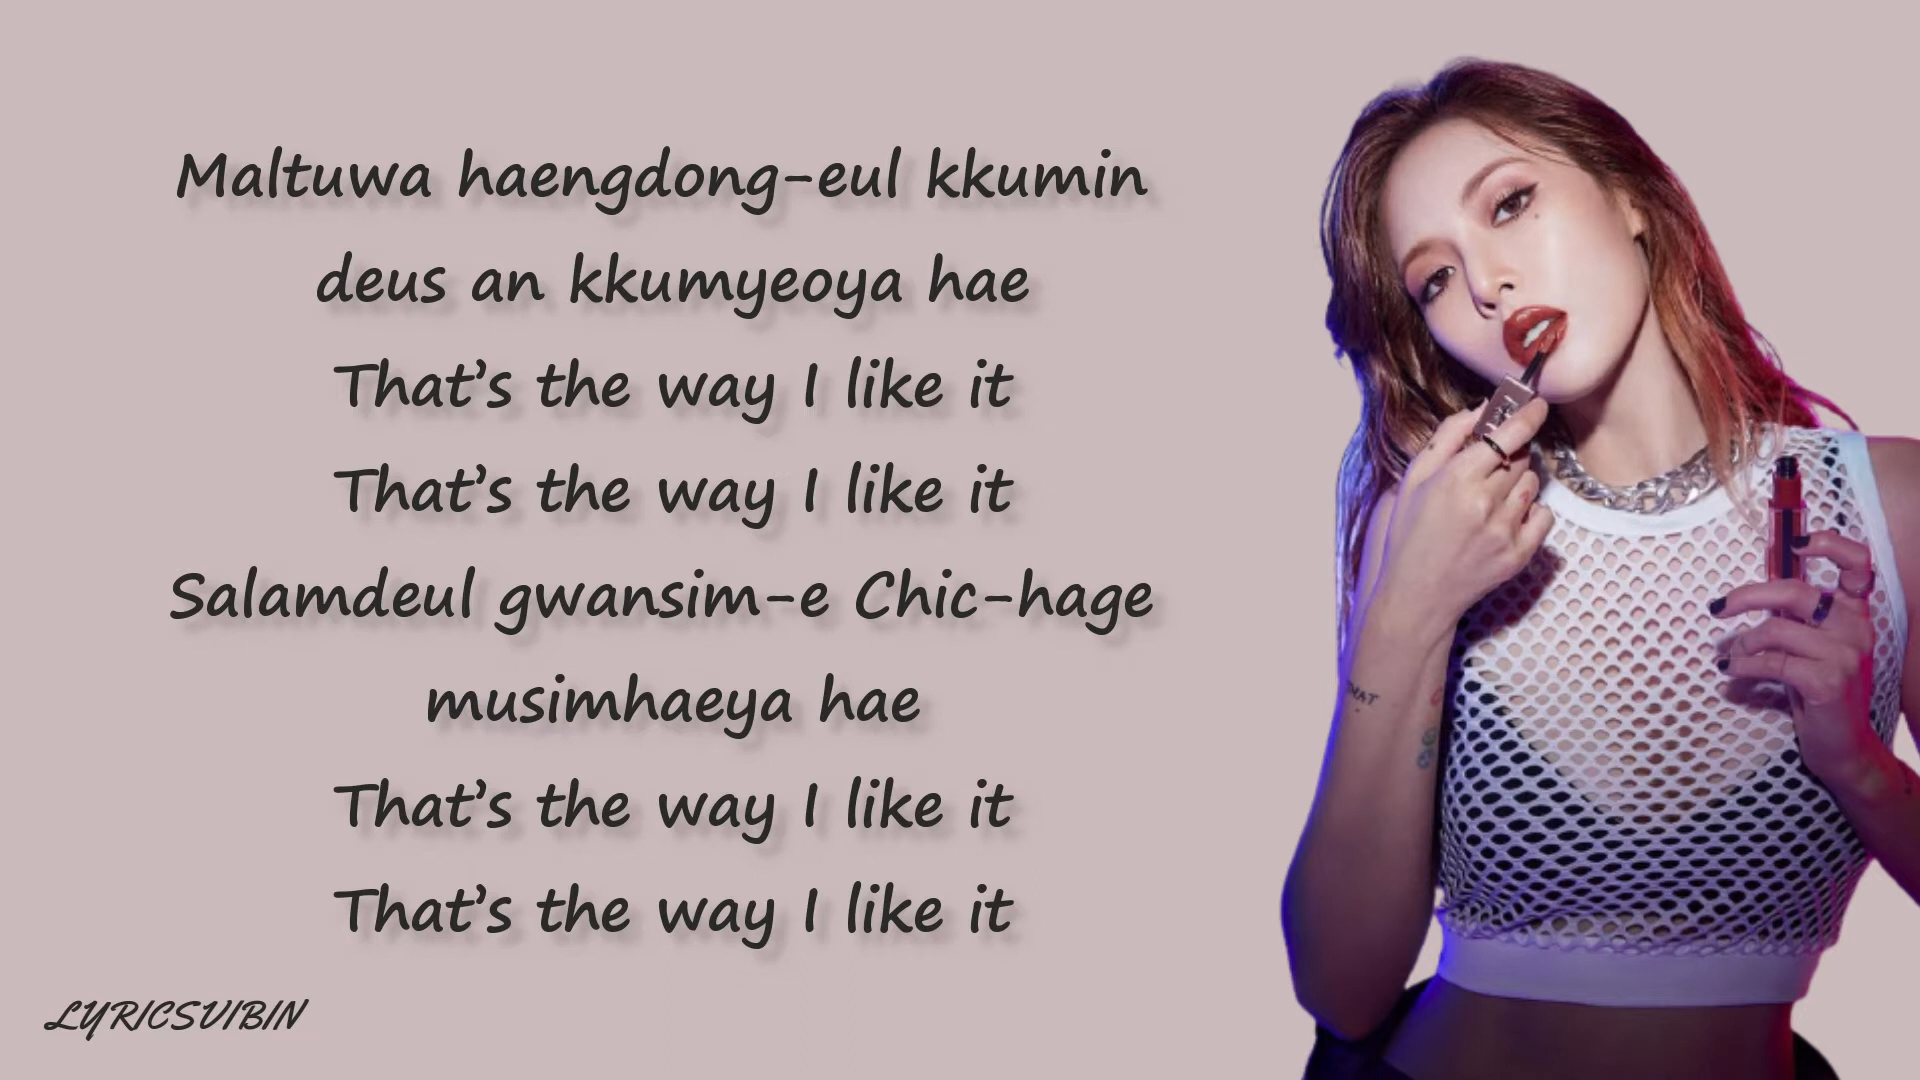 Maltuwa haengdong-eul kkumin
deus an kkumyeoya hae
That's the way I like it
That's the way I like it
Salamdeul gwansim-e Chic-hage
musimhaeya hae
That's the way I like it
That's the way I like it
LYRICSVIBIN